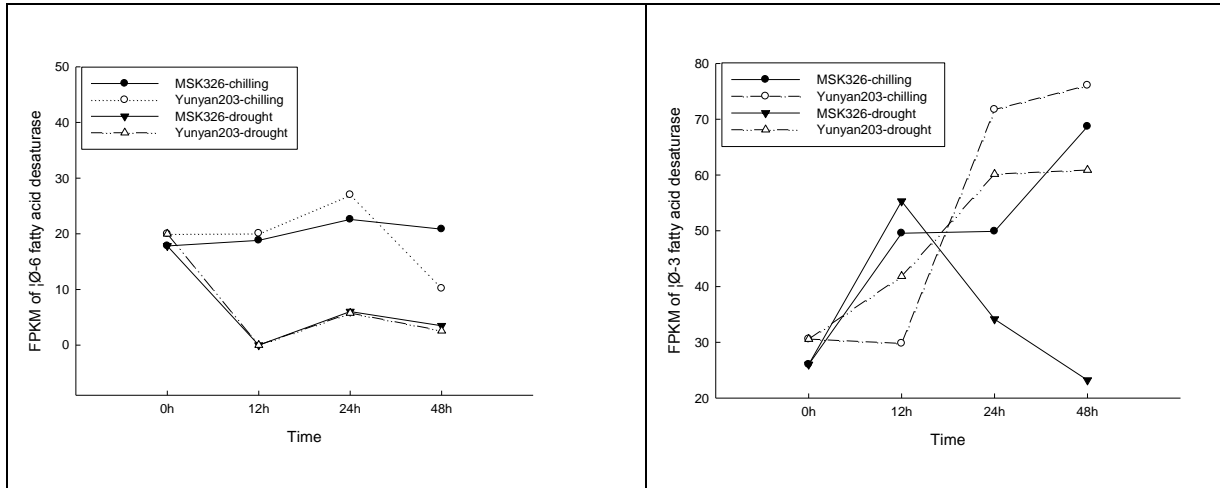 50
40
30
20
10
0
FPKM of ¦Ø-6 fatty acid desaturase
MSK326-chilling
Yunyan203-chilling
MSK326-drought
Yunyan203-drought
0h 12h 24h 48h
Time
80
70
60
50
40
30
20
FPKM of ¦Ø-3 fatty acid desaturase
MSK326-chilling
Yunyan203-chilling
MSK326-drought
Yunyan203-drought
0h 12h 24h 48h
Time